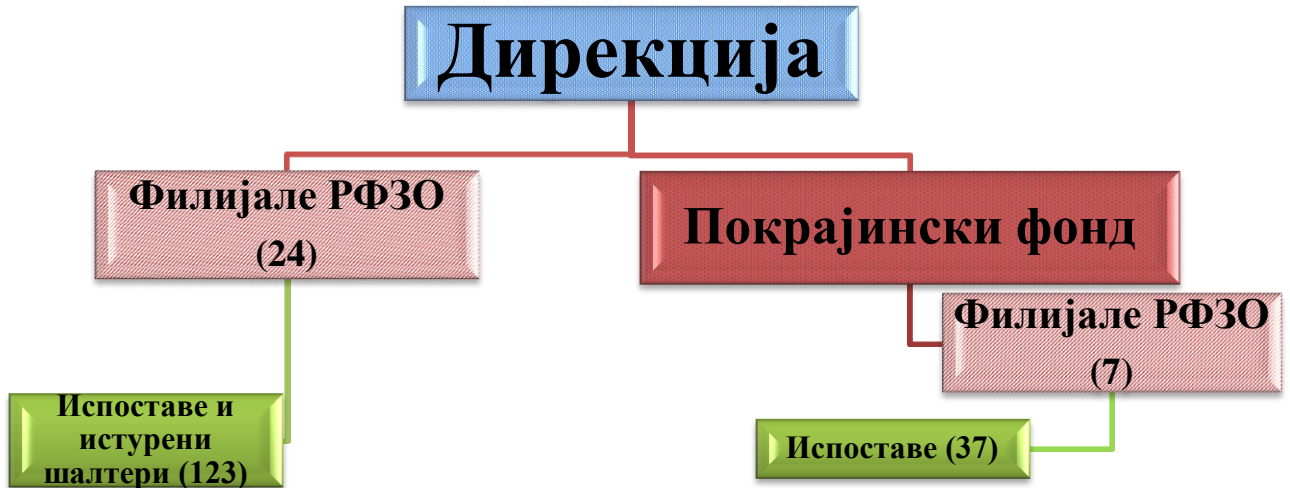 Дирекција
Филијале РФЗО
(24)
Покрајински фонд
Филијале РФЗО
(7)
Испоставе и
истурени
шалтери (123)
Испоставе (37)